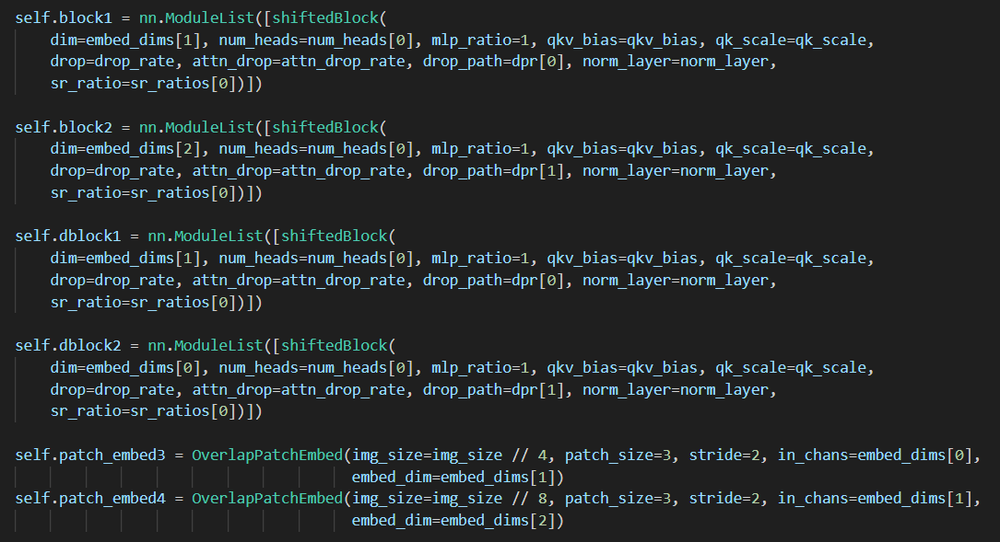 self.block1 = nn.ModuleList([shiftedBlock(
    dim=embed_dims[1], num_heads=num_heads[0], mlp_ratio=1, qkv_bias=qkv_bias, qk_scale=qk_scale,
    drop=drop_rate, attn_drop=attn_drop_rate, drop_path=dpr[0], norm_layer=norm_layer,
    sr_ratio=sr_ratios[0])])

self.block2 = nn.ModuleList([shiftedBlock(
    dim=embed_dims[2], num_heads=num_heads[0], mlp_ratio=1, qkv_bias=qkv_bias, qk_scale=qk_scale,
    drop=drop_rate, attn_drop=attn_drop_rate, drop_path=dpr[1], norm_layer=norm_layer,
    sr_ratio=sr_ratios[0])])

self.dblock1 = nn.ModuleList([shiftedBlock(
    dim=embed_dims[1], num_heads=num_heads[0], mlp_ratio=1, qkv_bias=qkv_bias, qk_scale=qk_scale,
    drop=drop_rate, attn_drop=attn_drop_rate, drop_path=dpr[0], norm_layer=norm_layer,
    sr_ratio=sr_ratios[0])])

self.dblock2 = nn.ModuleList([shiftedBlock(
    dim=embed_dims[0], num_heads=num_heads[0], mlp_ratio=1, qkv_bias=qkv_bias, qk_scale=qk_scale,
    drop=drop_rate, attn_drop=attn_drop_rate, drop_path=dpr[1], norm_layer=norm_layer,
    sr_ratio=sr_ratios[0])])

self.patch_embed3 = OverlapPatchEmbed(img_size=img_size // 4, patch_size=3, stride=2, in_chans=embed_dims[0],
                                      embed_dim=embed_dims[1])
self.patch_embed4 = OverlapPatchEmbed(img_size=img_size // 8, patch_size=3, stride=2, in_chans=embed_dims[1],
                                      embed_dim=embed_dims[2])